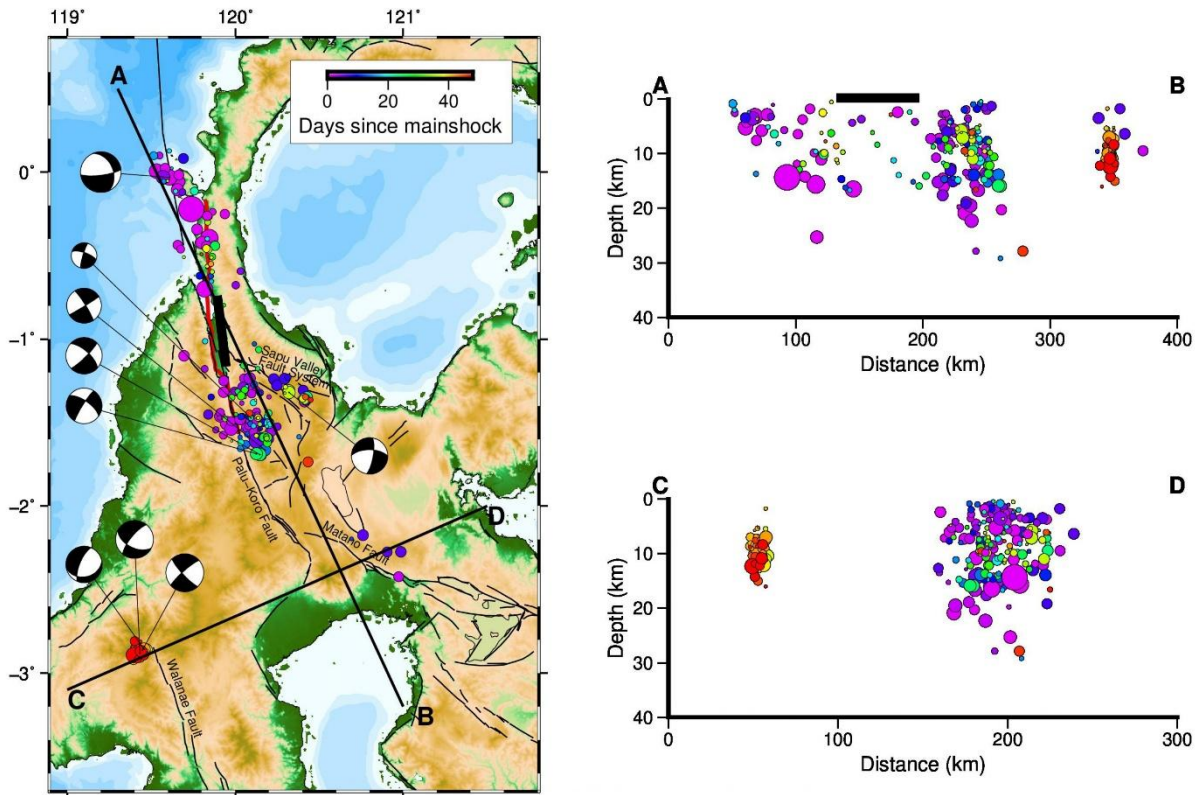 119° 120° 121°
0 20 40
Days since mainshock
A
0°
−1°
Sapu Valley
Fault System
−2°
Palu−Koro Fault
Matano Fault
D
−3°
C
Walanae Fault
B
A B
0
10
20
30
40
Depth (km)
0 100 200 300 400
Distance (km)
C D
0
10
20
30
40
Depth (km)
0 100 200 300
Distance (km)